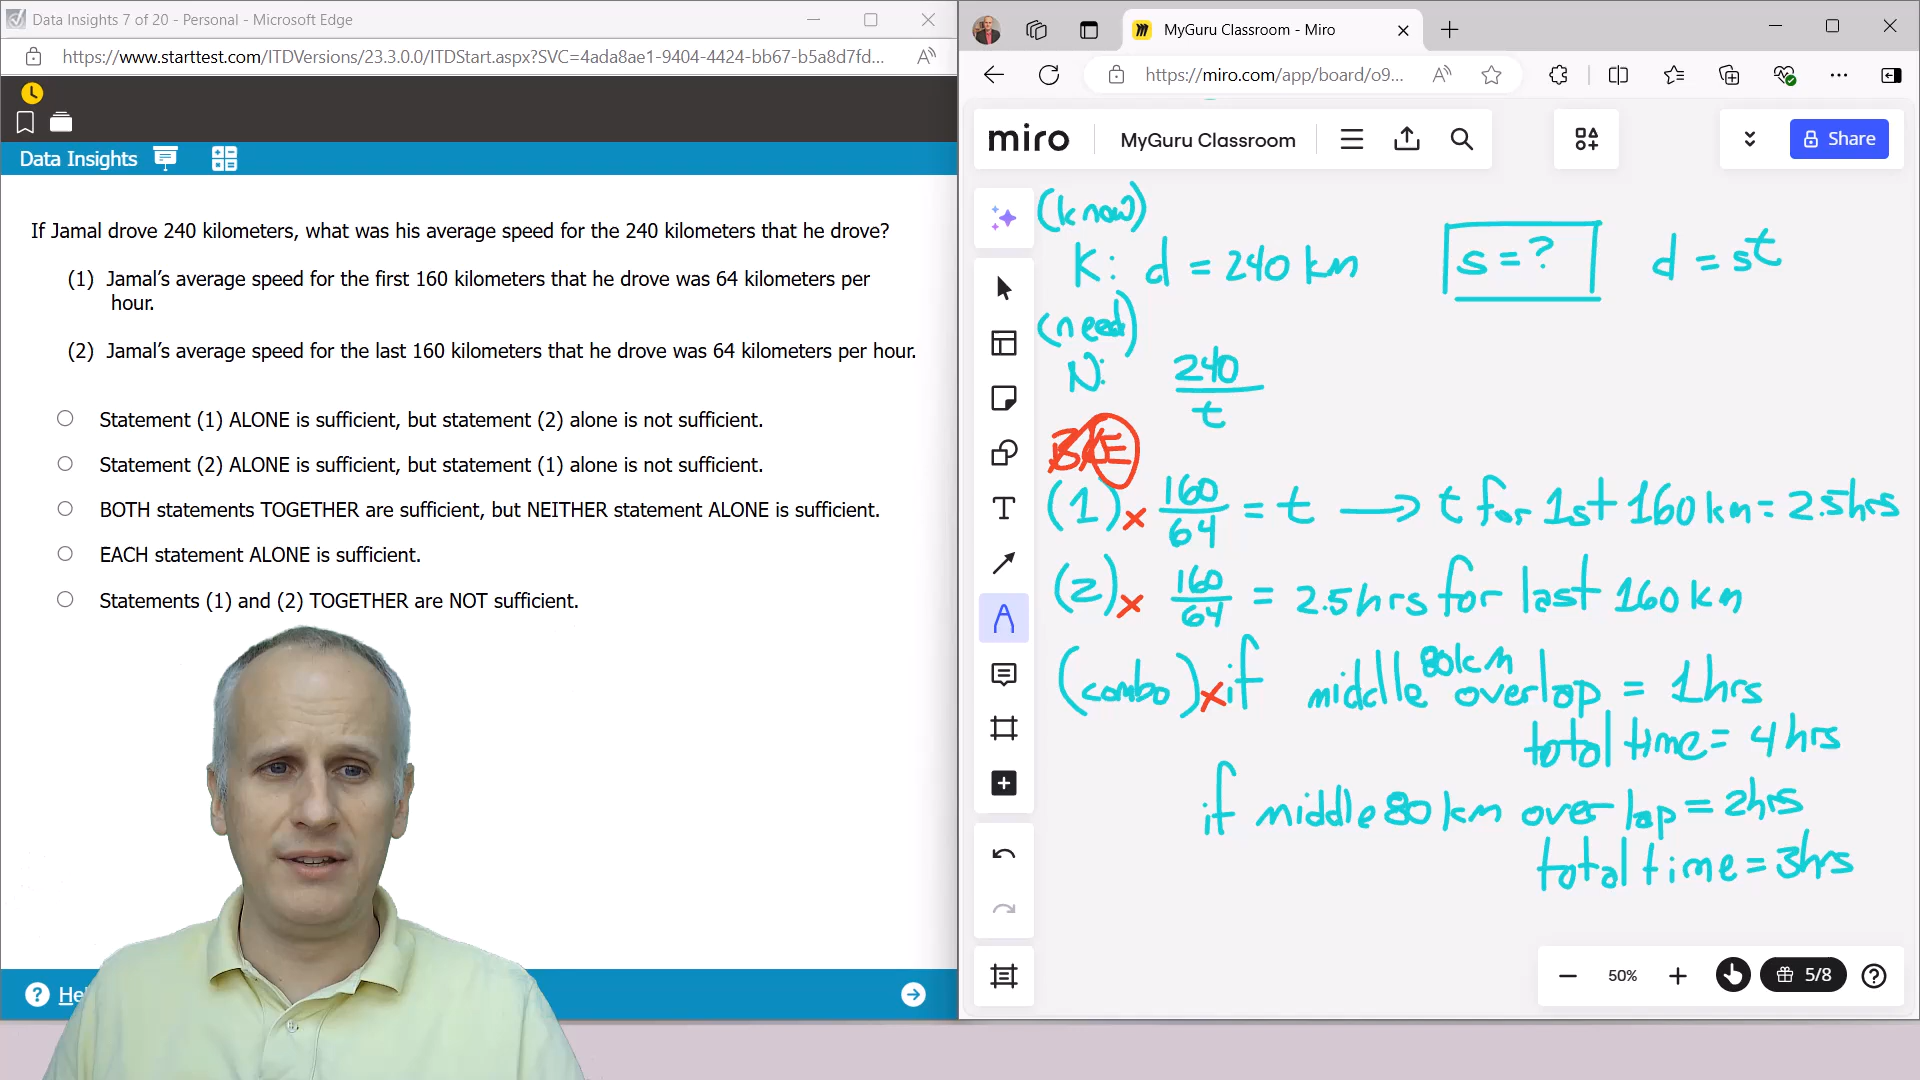 Data Insights 7 of 20 - Personal - Microsoft Edge
https://www.starttest.com/ITDVersions/23.3.0.0/ITDStart.aspx?SVC=4ada8ae1-9404-4424-bb67-b5a8d7fd...
Data Insights
If Jamal drove 240 kilometers, what was his average speed for the 240 kilometers that he drove?
(1) Jamal's average speed for the first 160 kilometers that he drove was 64 kilometers per
hour.
(2) Jamal's average speed for the last 160 kilometers that he drove was 64 kilometers per hour.
Statement (1) ALONE is sufficient, but statement (2) alone is not sufficient.
Statement (2) ALONE is sufficient, but statement (1) alone is not sufficient.
BOTH statements TOGETHER are sufficient, but NEITHER statement ALONE is sufficient.
EACH statement ALONE is sufficient.
Statements (1) and (2) TOGETHER are NOT sufficient.
He
MyGuru Classroom - Miro
https://miro.com/app/board/o9...
miro MyGuru Classroom
Share
(know)
K: d = 240 km s = ? d = st
(need)
N: 240
t
E
(1) x 160/64 = t → t for 1st 160 km = 2.5hrs
(2) x 160/64 = 2.5 hrs for last 160 km
(combo) x if middle 80km overlap = 1 hrs
total time = 4 hrs
if middle 80 km overlap = 2hrs
total time = 3hrs
50%
5/8